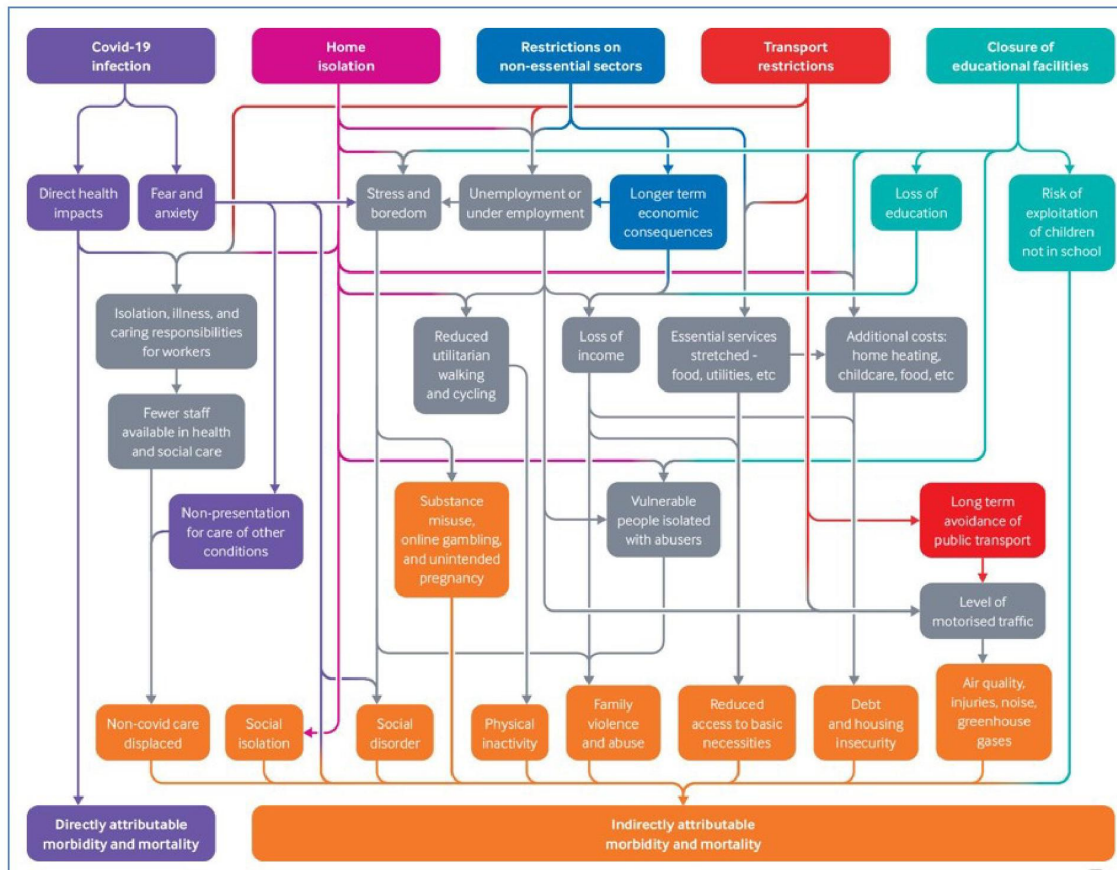 Covid-19
infection
Home
isolation
Restrictions on
non-essential sectors
Transport
restrictions
Closure of
educational facilities
Direct health
impacts
Fear and
anxiety
Stress and
boredom
Unemployment or
under employment
Longer term
economic
consequences
Loss of
education
Risk of
exploitation
of children
not in school
Isolation, illness, and
caring responsibilities
for workers
Reduced
utilitarian
walking
and cycling
Loss of
income
Essential services
stretched -
food, utilities, etc
Additional costs:
home heating,
childcare, food, etc
Fewer staff
available in health
and social care
Non-presentation
for care of other
conditions
Substance
misuse,
online gambling,
and unintended
pregnancy
Vulnerable
people isolated
with abusers
Long term
avoidance of
public transport
Level of
motorised traffic
Non-covid care
displaced
Social
isolation
Social
disorder
Physical
inactivity
Family
violence
and abuse
Reduced
access to basic
necessities
Debt
and housing
insecurity
Air quality,
injuries, noise,
greenhouse
gases
Directly attributable
morbidity and mortality
Indirectly attributable
morbidity and mortality